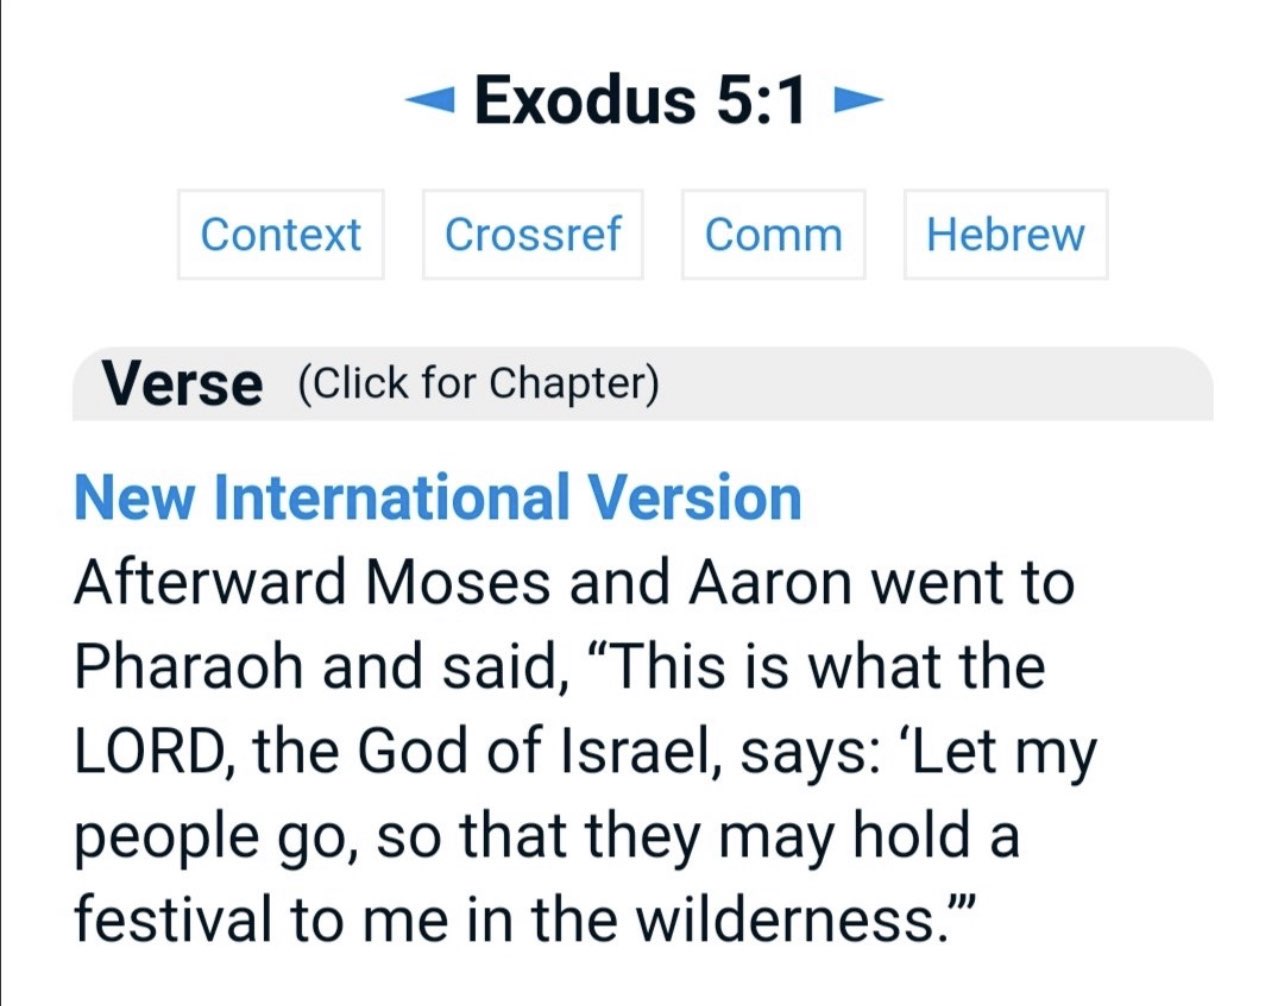 ◄ Exodus 5:1 ►
Context Crossref Comm Hebrew
Verse (Click for Chapter)
New International Version
Afterward Moses and Aaron went to
Pharaoh and said, “This is what the
LORD, the God of Israel, says: ‘Let my
people go, so that they may hold a
festival to me in the wilderness.’”